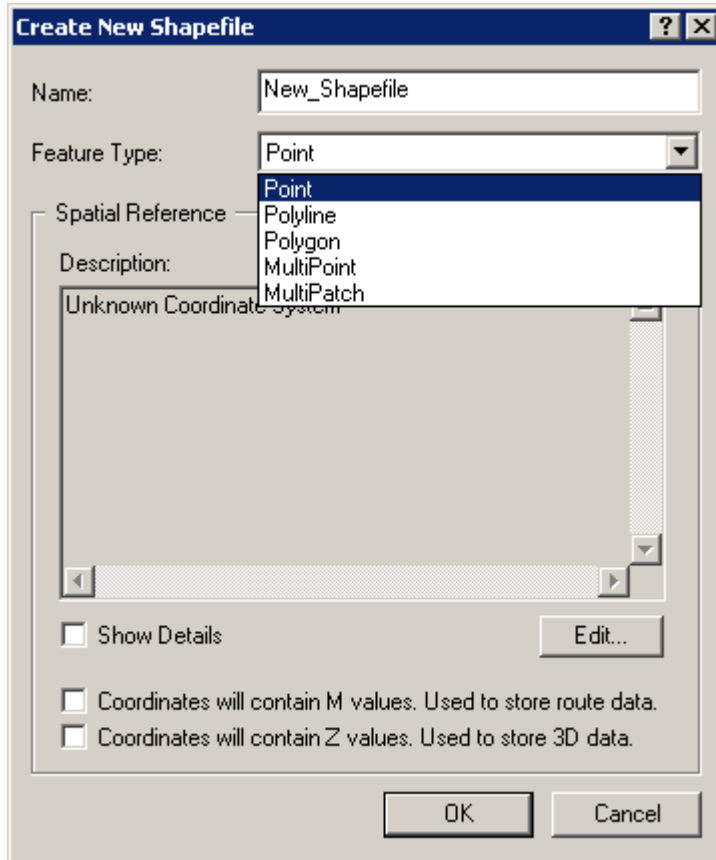 Create New Shapefile
Name: New_Shapefile
Feature Type: Point
Point
Polyline
Polygon
MultiPoint
MultiPatch
Spatial Reference
Description:
Unknown Coordinate System
Show Details
Edit...
Coordinates will contain M values. Used to store route data.
Coordinates will contain Z values. Used to store 3D data.
OK Cancel